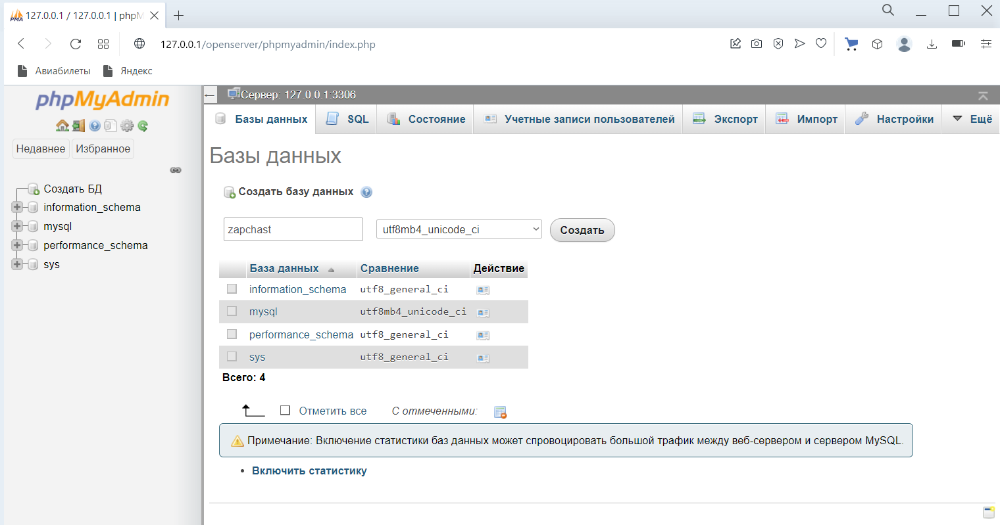 127.0.0.1 / 127.0.0.1 | phpM
127.0.0.1/openserver/phpmyadmin/index.php
Авиабилеты Яндекс
phpMyAdmin
Недавнее Избранное
Создать БД
information_schema
mysql
performance_schema
sys
Сервер: 127.0.0.1:3306
Базы данных SQL Состояние Учетные записи пользователей Экспорт Импорт Настройки Ещё
Базы данных
Создать базу данных
zapchast utf8mb4_unicode_ci Создать
База данных Сравнение Действие
information_schema utf8_general_ci
mysql utf8mb4_unicode_ci
performance_schema utf8_general_ci
sys utf8_general_ci
Всего: 4
Отметить все С отмеченными:
Примечание: Включение статистики баз данных может спровоцировать большой трафик между веб-сервером и сервером MySQL.
• Включить статистику